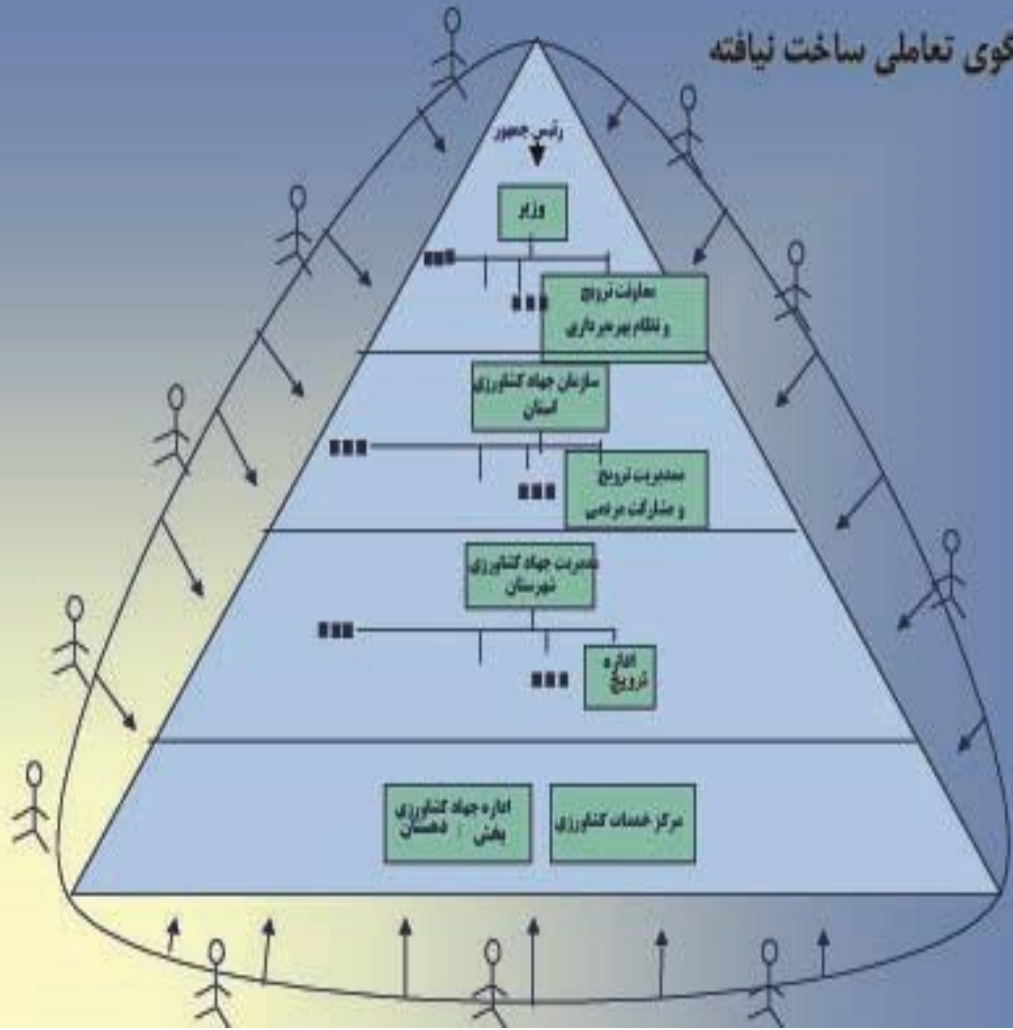 گوی تعاملی ساخت نیافته
رئیس جمهور
وزیر
معاونت ترویج
و نظام بهره‌برداری
سازمان جهاد کشاورزی
استان
مدیریت ترویج
و مشارکت مردمی
مدیریت جهاد کشاورزی
شهرستان
اداره
ترویج
مرکز خدمات کشاورزی
اداره جهاد کشاورزی
بخش / دهستان